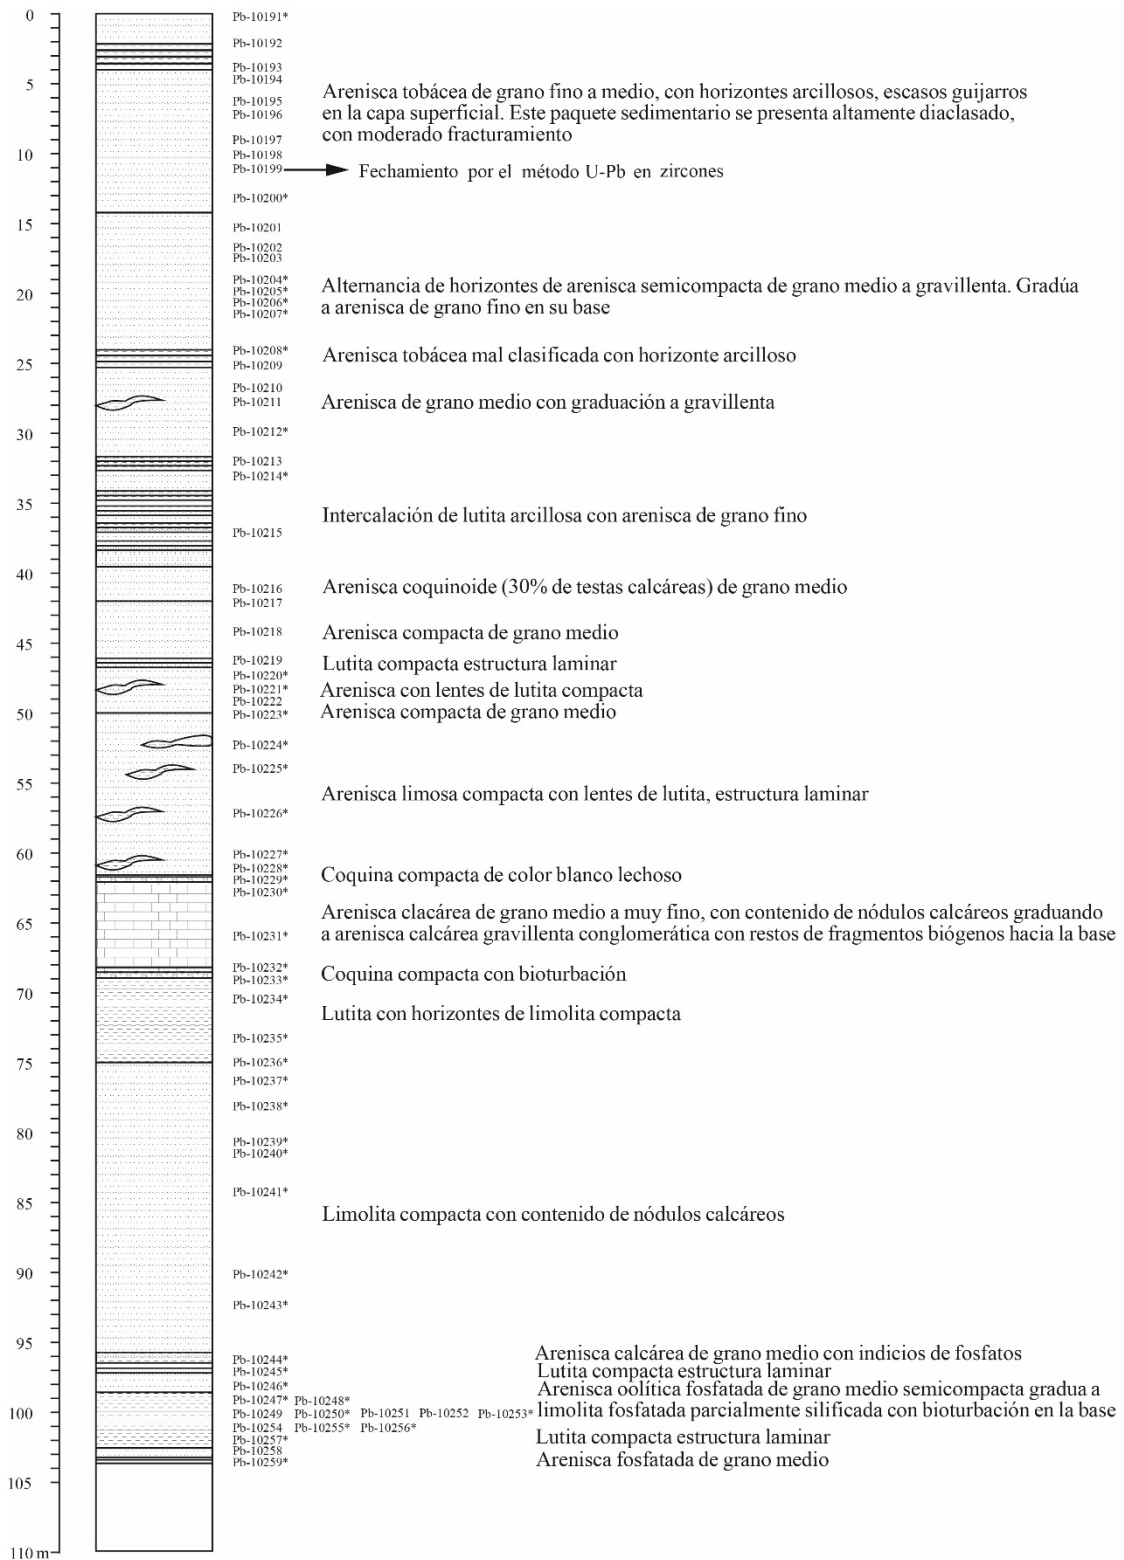 0
Pb-10191*
Pb-10192
Pb-10193
Pb-10194
5
Arenisca tobácea de grano fino a medio, con horizontes arcillosos, escasos guijarros
Pb-10195
en la capa superficial. Este paquete sedimentario se presenta altamente diaclasado,
Pb-10196
con moderado fracturamiento
Pb-10197
10
Pb-10198
Pb-10199
Fechamiento por el método U-Pb en zircones
Pb-10200*
15
Pb-10201
Pb-10202
Pb-10203
Pb-10204*
Alternancia de horizontes de arenisca semicompacta de grano medio a gravillenta. Gradúa
Pb-10205*
20
Pb-10206*
a arenisca de grano fino en su base
Pb-10207*
Pb-10208*
Arenisca tobácea mal clasificada con horizonte arcilloso
25
Pb-10209
Pb-10210
Pb-10211
Arenisca de grano medio con graduación a gravillenta
30
Pb-10212*
Pb-10213
Pb-10214*
35
Intercalación de lutita arcillosa con arenisca de grano fino
Pb-10215
40
Pb-10216
Arenisca coquinoide (30% de testas calcáreas) de grano medio
Pb-10217
Pb-10218
Arenisca compacta de grano medio
45
Pb-10219
Lutita compacta estructura laminar
Pb-10220*
Pb-10221*
Arenisca con lentes de lutita compacta
Pb-10222
50
Pb-10223*
Arenisca compacta de grano medio
Pb-10224*
Pb-10225*
55
Arenisca limosa compacta con lentes de lutita, estructura laminar
Pb-10226*
60
Pb-10227*
Pb-10228*
Pb-10229*
Coquina compacta de color blanco lechoso
Pb-10230*
65
Arenisca clacárea de grano medio a muy fino, con contenido de nódulos calcáreos graduando
Pb-10231*
a arenisca calcárea gravillenta conglomerática con restos de fragmentos biógenos hacia la base
Pb-10232*
Pb-10233*
Coquina compacta con bioturbación
70
Pb-10234*
Lutita con horizontes de limolita compacta
Pb-10235*
75
Pb-10236*
Pb-10237*
Pb-10238*
80
Pb-10239*
Pb-10240*
Pb-10241*
85
Limolita compacta con contenido de nódulos calcáreos
90
Pb-10242*
Pb-10243*
95
Arenisca calcárea de grano medio con indicios de fosfatos
Pb-10244*
Pb-10245*
Lutita compacta estructura laminar
Pb-10246*
Arenisca oolítica fosfatada de grano medio semicompacta gradua a
Pb-10247* Pb-10248*
100
Pb-10249 Pb-10250* Pb-10251 Pb-10252 Pb-10253*
limolita fosfatada parcialmente silificada con bioturbación en la base
Pb-10254 Pb-10255* Pb-10256*
Pb-10257*
Lutita compacta estructura laminar
Pb-10258
Pb-10259*
Arenisca fosfatada de grano medio
105
110 m